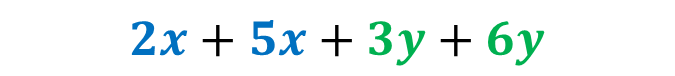 2x + 5x + 3y + 6y